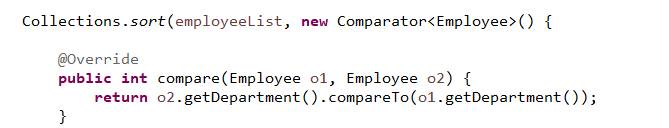 Collections.sort(employeeList, new Comparator<Employee>() {
@Override
public int compare(Employee o1, Employee o2) {
return o2.getDepartment().compareTo(o1.getDepartment());
}